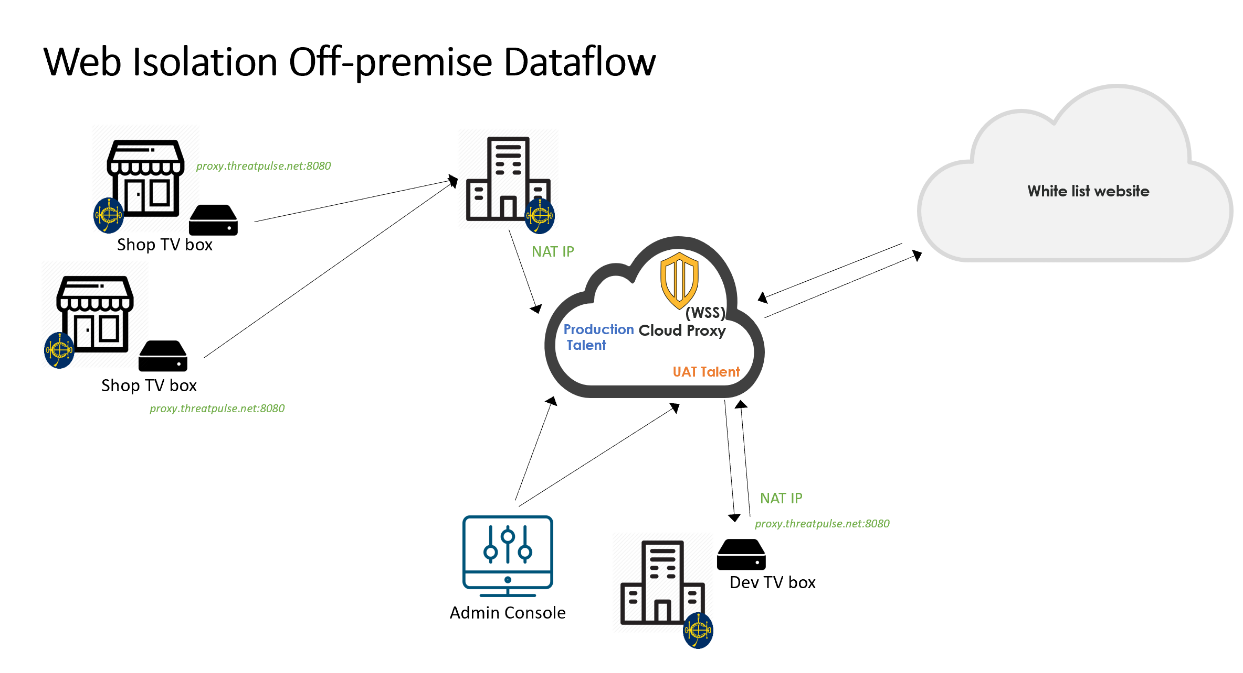 Web Isolation Off-premise Dataflow
proxy.threatpulse.net:8080
Shop TV box
Shop TV box
proxy.threatpulse.net:8080
NAT IP
(WSS)
Production
Talent
Cloud Proxy
UAT Talent
White list website
Admin Console
NAT IP
proxy.threatpulse.net:8080
Dev TV box